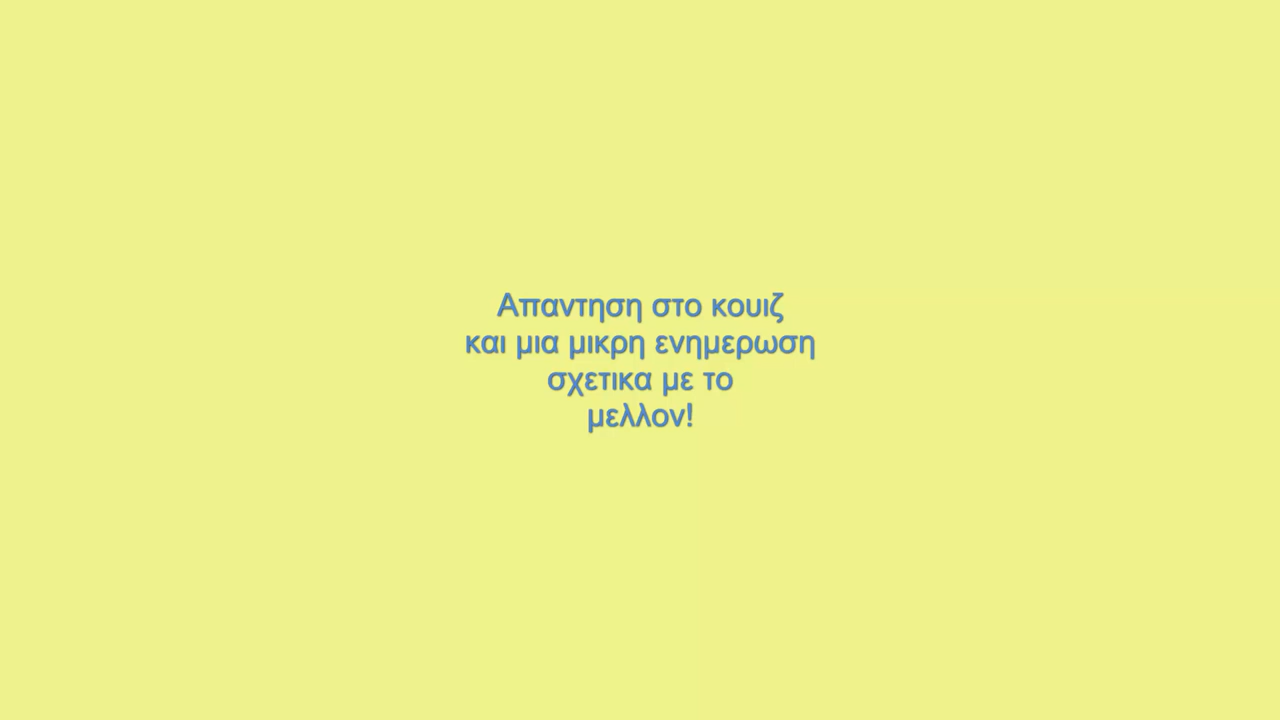 Απαντηση στο κουιζ
και μια μικρη ενημερωση
σχετικα με το
μελλον!